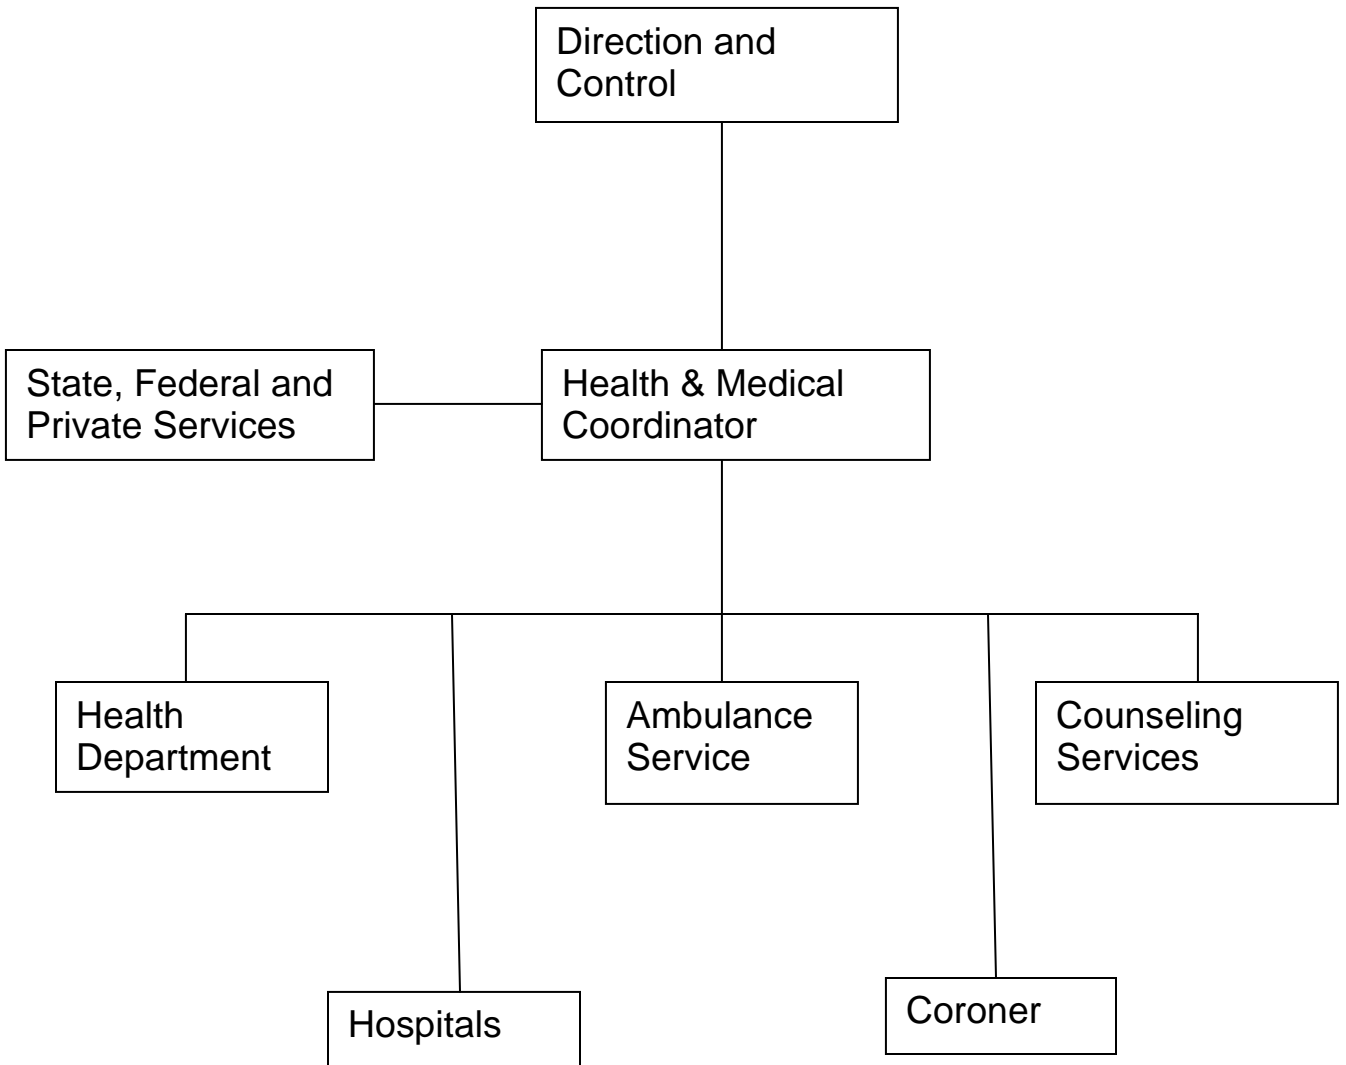 Direction and
Control
State, Federal and
Private Services
Health & Medical
Coordinator
Health
Department
Ambulance
Service
Counseling
Services
Hospitals
Coroner